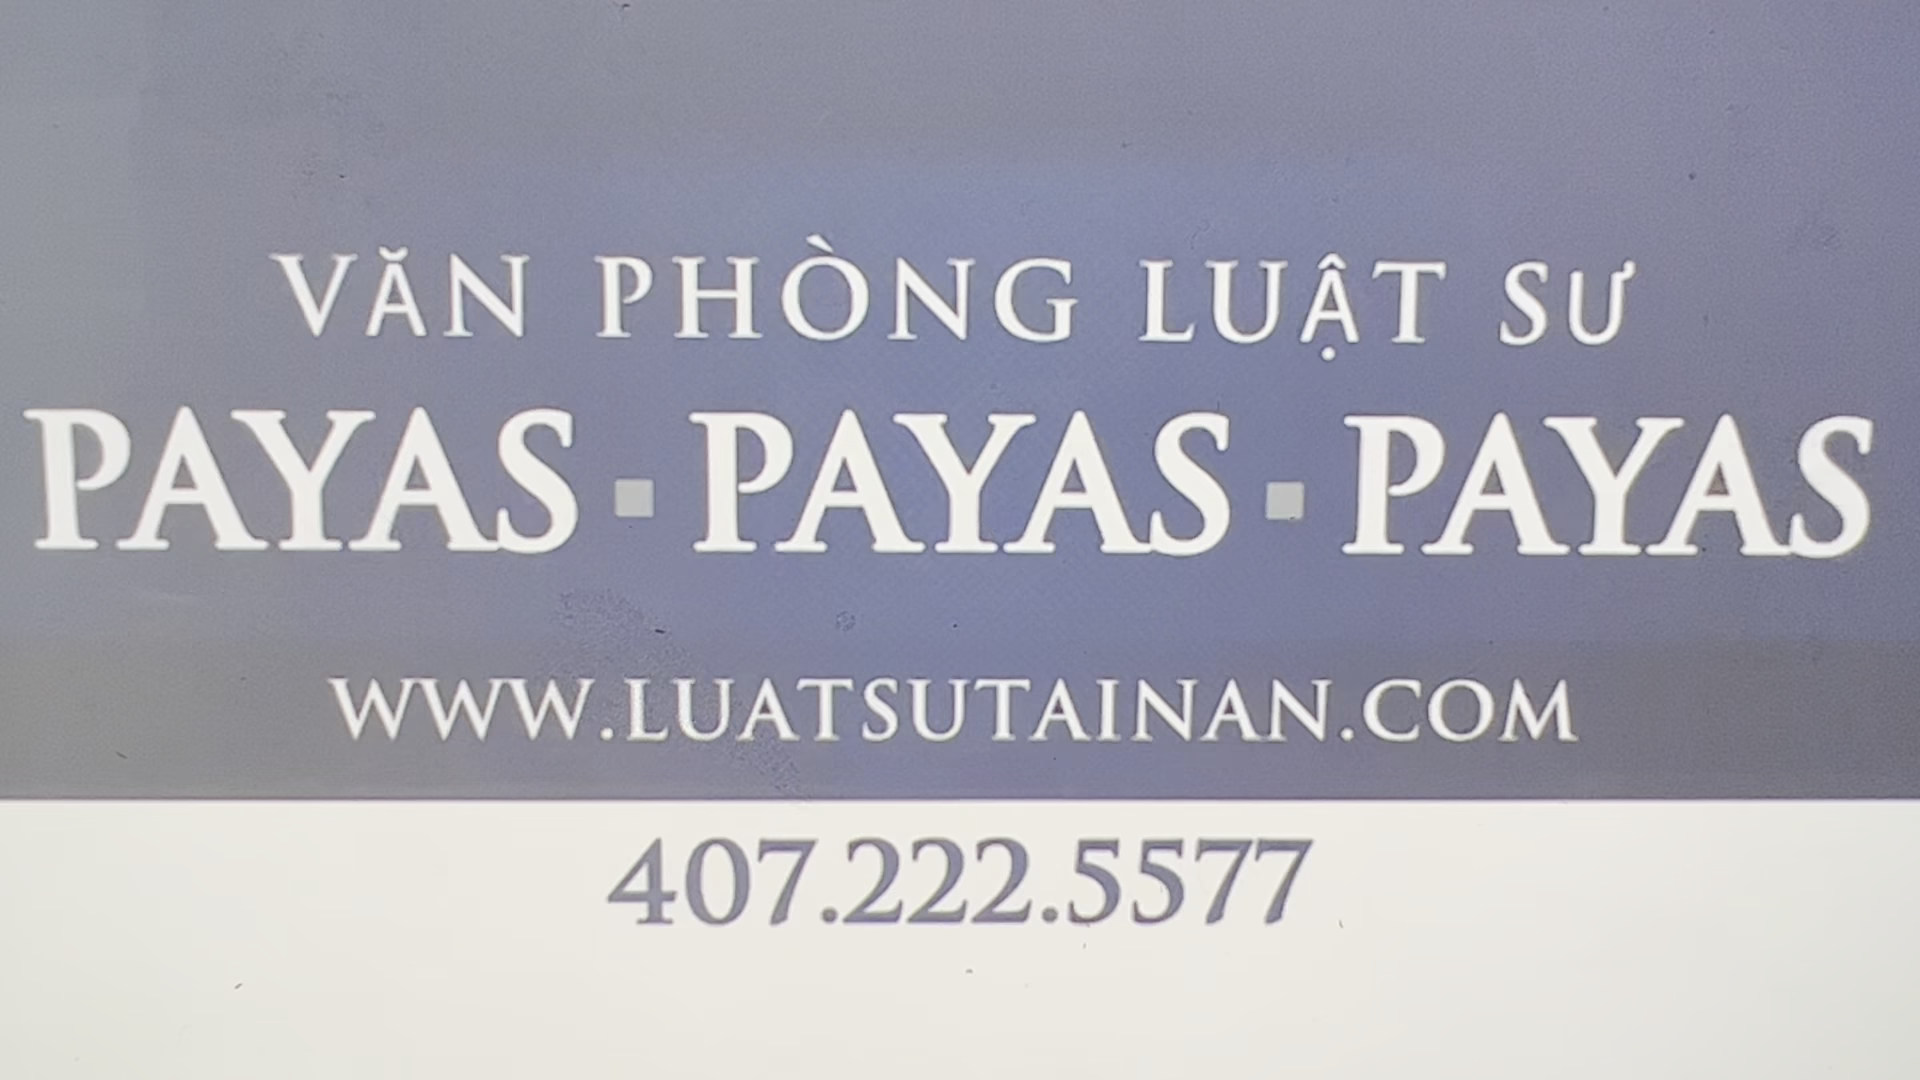 VĂN PHÒNG LUẬT SƯ
PAYAS ▪ PAYAS ▪ PAYAS
WWW.LUATSUTAINAN.COM
407.222.5577